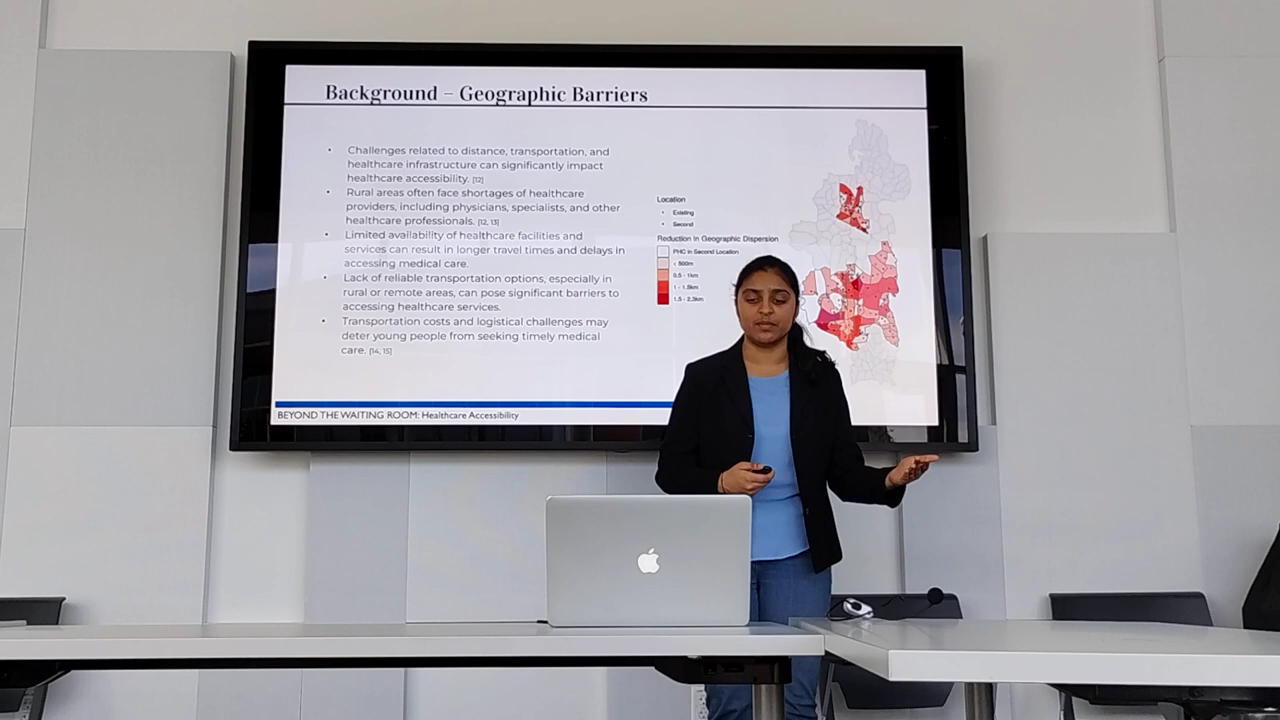 Background – Geographic Barriers
• Challenges related to distance, transportation, and
healthcare infrastructure can significantly impact
healthcare accessibility. [12]
• Rural areas often face shortages of healthcare
providers, including physicians, specialists, and other
healthcare professionals. [12, 13]
• Limited availability of healthcare facilities and
services can result in longer travel times and delays in
accessing medical care.
• Lack of reliable transportation options, especially in
rural or remote areas, can pose significant barriers to
accessing healthcare services.
• Transportation costs and logistical challenges may
deter young people from seeking timely medical
care. [14, 15]
Location
• Existing
• Second
Reduction in Geographic Dispersion
PHC in Second Location
< 500m
0.5 - 1km
1 - 1.5km
1.5 - 2.3km
BEYOND THE WAITING ROOM: Healthcare Accessibility